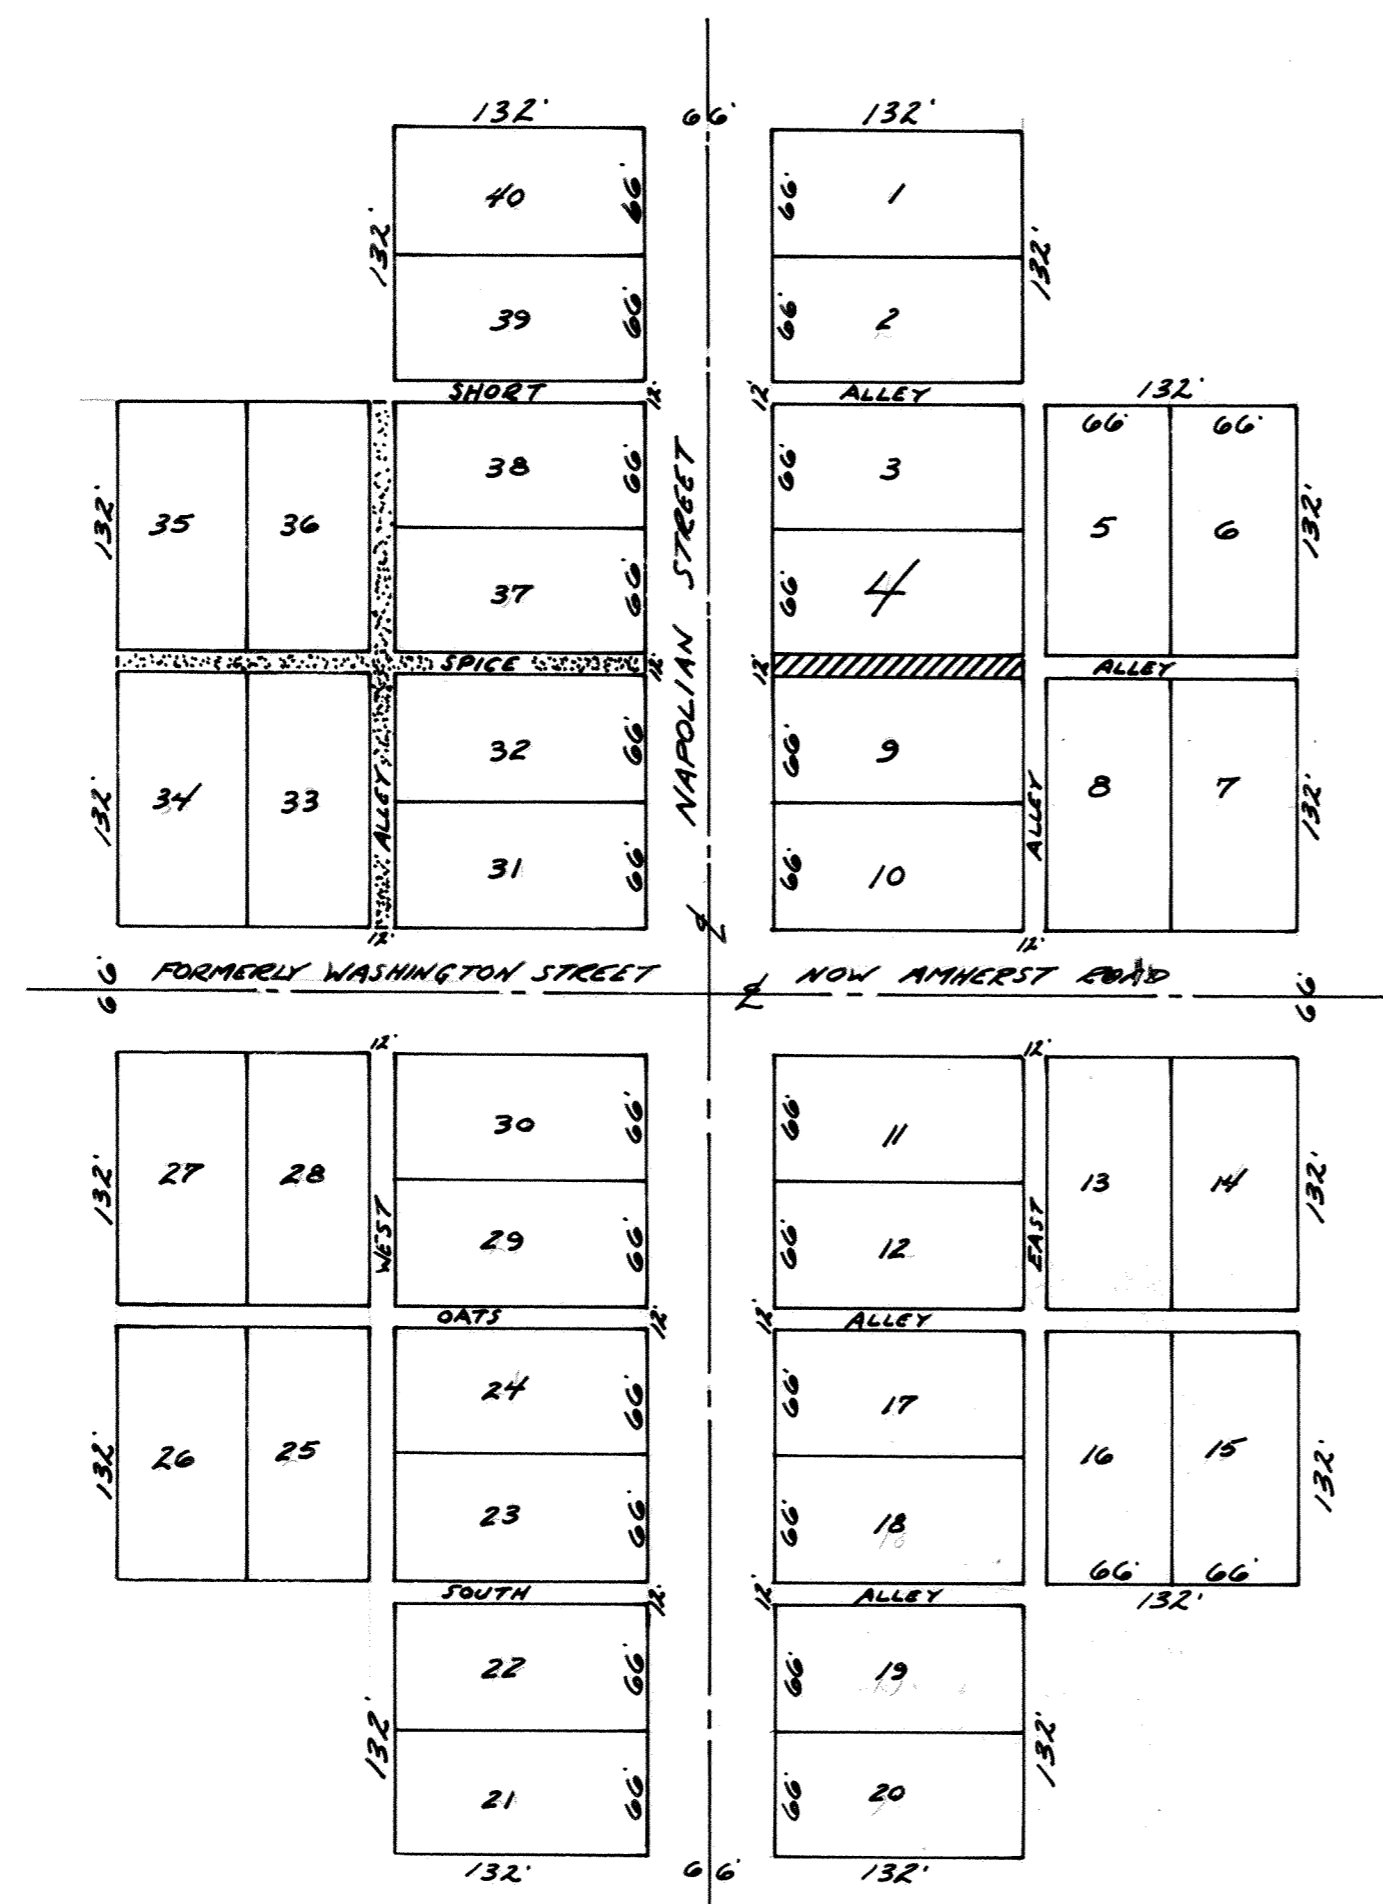 132' 66' 132'
40 66' 66' 1
132' 132'
39 66' 66' 2
SHORT 12' 12' ALLEY 132'
66' 66'
38 66' 66' 3
132' 35 36 5 6 132'
37 66' 66' 4
NAPOLIAN STREET
SPICE 12' 12' ALLEY
32 66' 66' 9
132' 34 33 8 7 132'
ALLEY ALLEY
31 66' 66' 10
12' 12'
66' FORMERLY WASHINGTON STREET NOW AMHERST ROAD 66'
12' 12'
30 66' 66' 11
132' 27 28 13 14 132'
WEST EAST
29 66' 66' 12
OATS 12' 12' ALLEY
24 66' 66' 17
132' 26 25 16 15 132'
23 66' 66' 18
66' 66'
SOUTH 12' 12' ALLEY 132'
22 66' 66' 19
132' 132'
21 66' 66' 20
132' 66' 132'